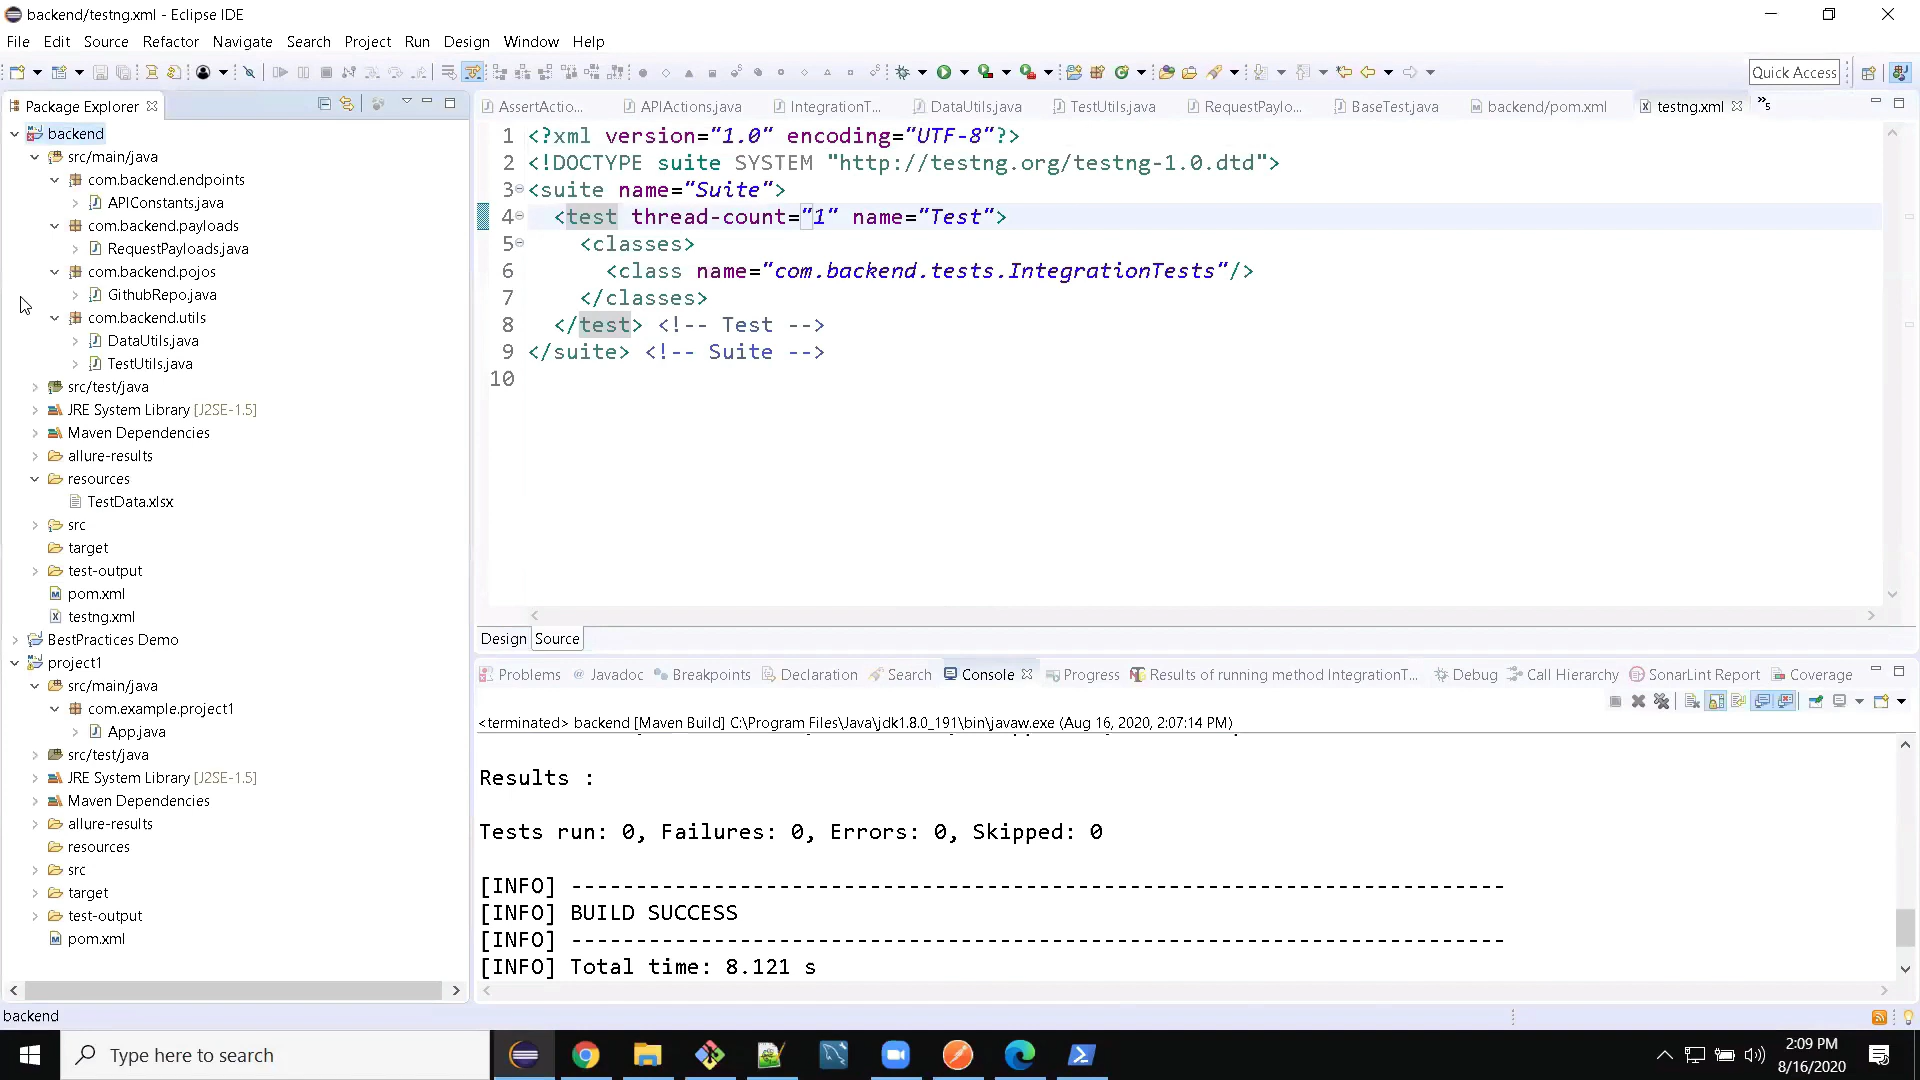 backend/testng.xml - Eclipse IDE
File Edit Search Refactor Navigate Search Project Run Design Window Help
Quick Access
Package Explorer
backend
src/main/java
com.backend.endpoints
APIConstants.java
com.backend.payloads
RequestPayloads.java
com.backend.pojos
GithubRepo.java
com.backend.utils
DataUtils.java
TestUtils.java
src/test/java
JRE System Library [J2SE-1.5]
Maven Dependencies
allure-results
resources
TestData.xlsx
src
target
test-output
pom.xml
testng.xml
BestPractices Demo
project1
src/main/java
com.example.project1
App.java
src/test/java
JRE System Library [J2SE-1.5]
Maven Dependencies
allure-results
resources
src
target
test-output
pom.xml
backend
AssertActio... APIActions.java IntegrationT... DataUtils.java TestUtils.java RequestPaylo... BaseTest.java backend/pom.xml testng.xml »5
1 <?xml version="1.0" encoding="UTF-8"?>
2 <!DOCTYPE suite SYSTEM "http://testng.org/testng-1.0.dtd">
3 <suite name="Suite">
4 <test thread-count="1" name="Test">
5 <classes>
6 <class name="com.backend.tests.IntegrationTests"/>
7 </classes>
8 </test> <!-- Test -->
9 </suite> <!-- Suite -->
10
Design Source
Problems @ Javadoc Breakpoints Declaration Search Console Progress Results of running method IntegrationT... Debug Call Hierarchy SonarLint Report Coverage
<terminated> backend [Maven Build] C:\Program Files\Java\jdk1.8.0_191\bin\javaw.exe (Aug 16, 2020, 2:07:14 PM)
Results :
Tests run: 0, Failures: 0, Errors: 0, Skipped: 0
[INFO] ------------------------------------------------------------------------
[INFO] BUILD SUCCESS
[INFO] ------------------------------------------------------------------------
[INFO] Total time: 8.121 s
Type here to search
2:09 PM
8/16/2020